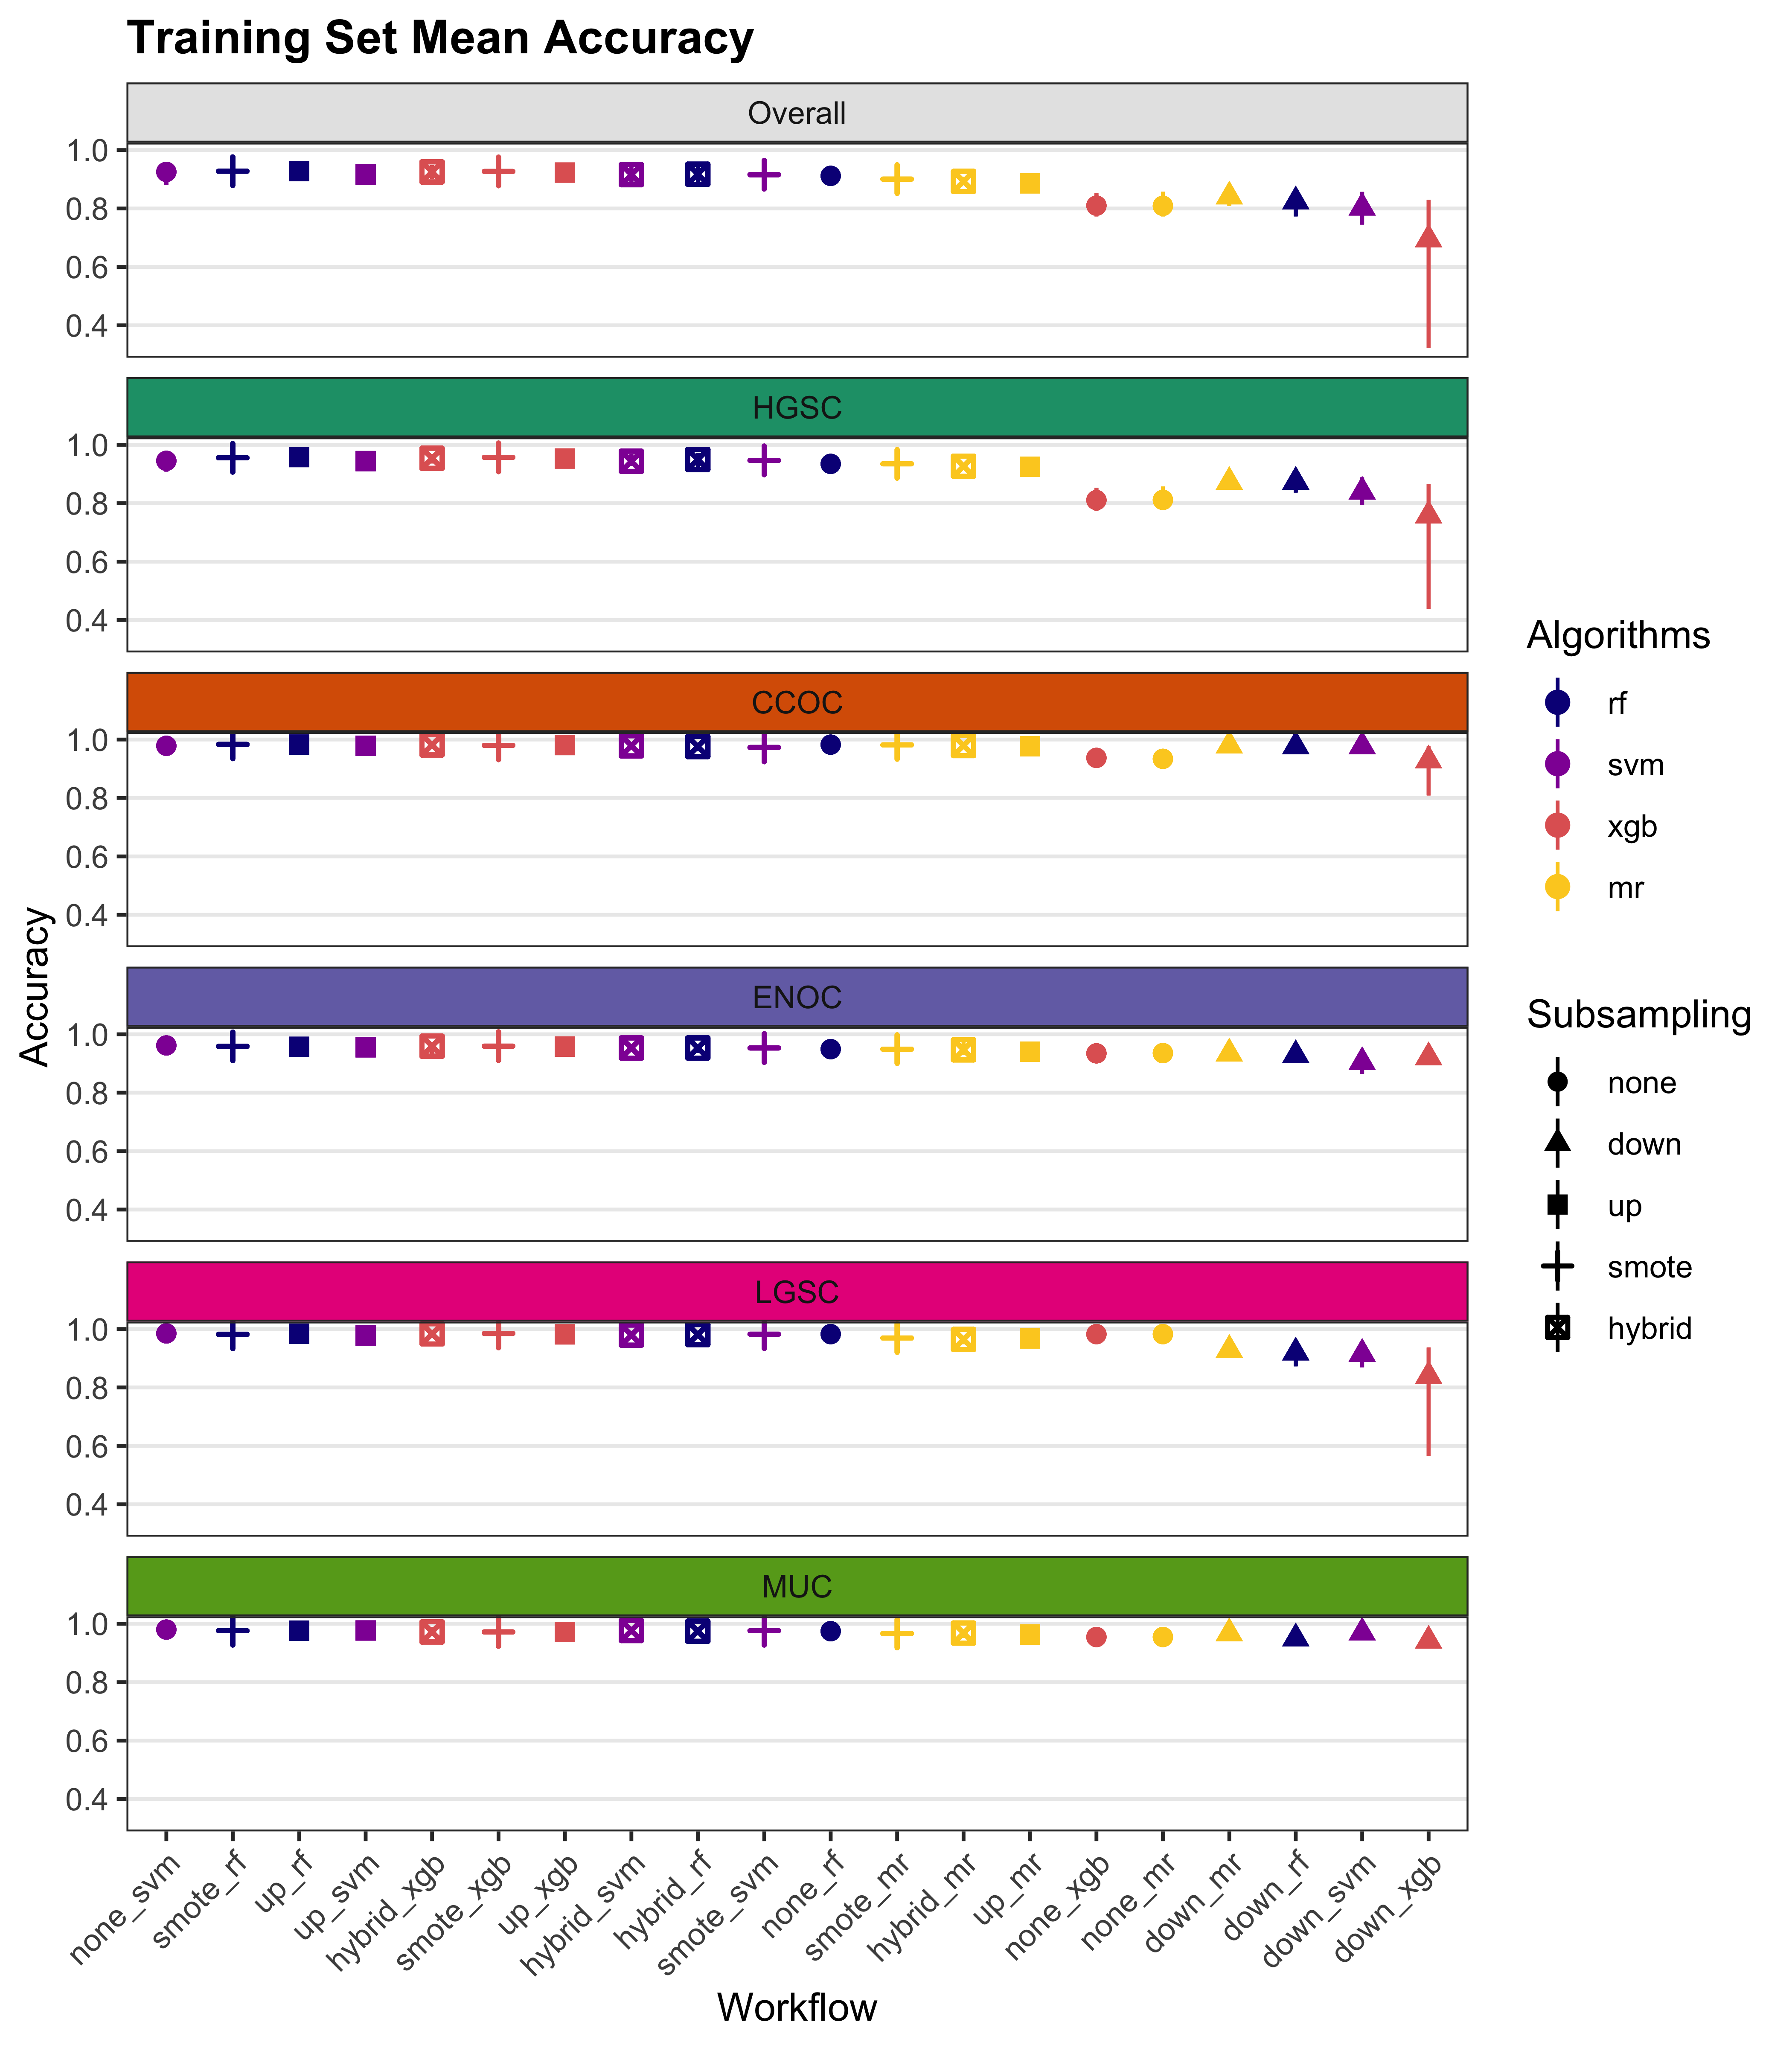 Training Set Mean Accuracy
Overall
1.0
0.8
0.6
0.4
HGSC
1.0
0.8
0.6
0.4
CCOC
1.0
0.8
0.6
0.4
ENOC
1.0
0.8
0.6
0.4
LGSC
1.0
0.8
0.6
0.4
MUC
1.0
0.8
0.6
0.4
Accuracy
none_svm
smote_rf
up_rf
up_svm
hybrid_xgb
smote_xgb
up_xgb
hybrid_svm
hybrid_rf
smote_svm
none_rf
smote_mr
hybrid_mr
up_mr
none_xgb
none_mr
down_mr
down_rf
down_svm
down_xgb
Workflow
Algorithms
rf
svm
xgb
mr
Subsampling
none
down
up
smote
hybrid